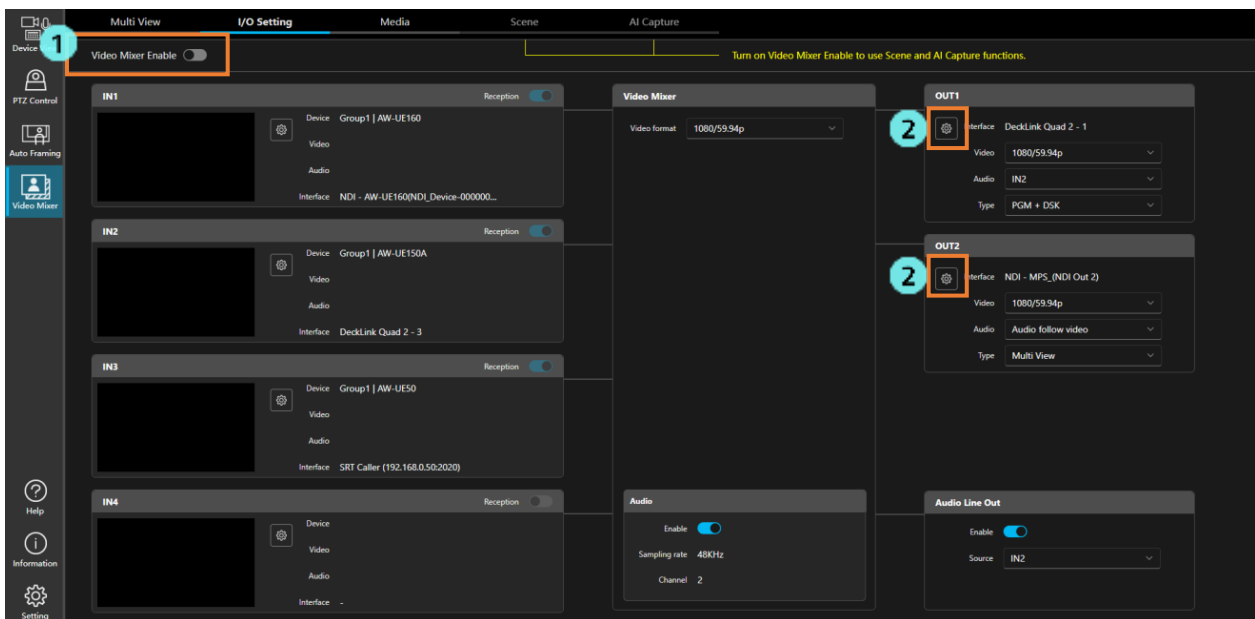 Multi View
I/O Setting
Media
Scene
AI Capture
1
Device
Video Mixer Enable
Turn on Video Mixer Enable to use Scene and AI Capture functions.
PTZ Control
Auto Framing
Video Mixer
Help
Information
Setting
IN1
Reception
Device Group1 | AW-UE160
Video
Audio
Interface NDI - AW-UE160(NDI_Device-000000...
IN2
Reception
Device Group1 | AW-UE150A
Video
Audio
Interface DeckLink Quad 2 - 3
IN3
Reception
Device Group1 | AW-UE50
Video
Audio
Interface SRT Caller (192.168.0.50:2020)
IN4
Reception
Device
Video
Audio
Interface -
Video Mixer
Video format 1080/59.94p
Audio
Enable
Sampling rate 48KHz
Channel 2
OUT1
2
Interface DeckLink Quad 2 - 1
Video 1080/59.94p
Audio IN2
Type PGM + DSK
OUT2
2
Interface NDI - MPS_(NDI Out 2)
Video 1080/59.94p
Audio Audio follow video
Type Multi View
Audio Line Out
Enable
Source IN2